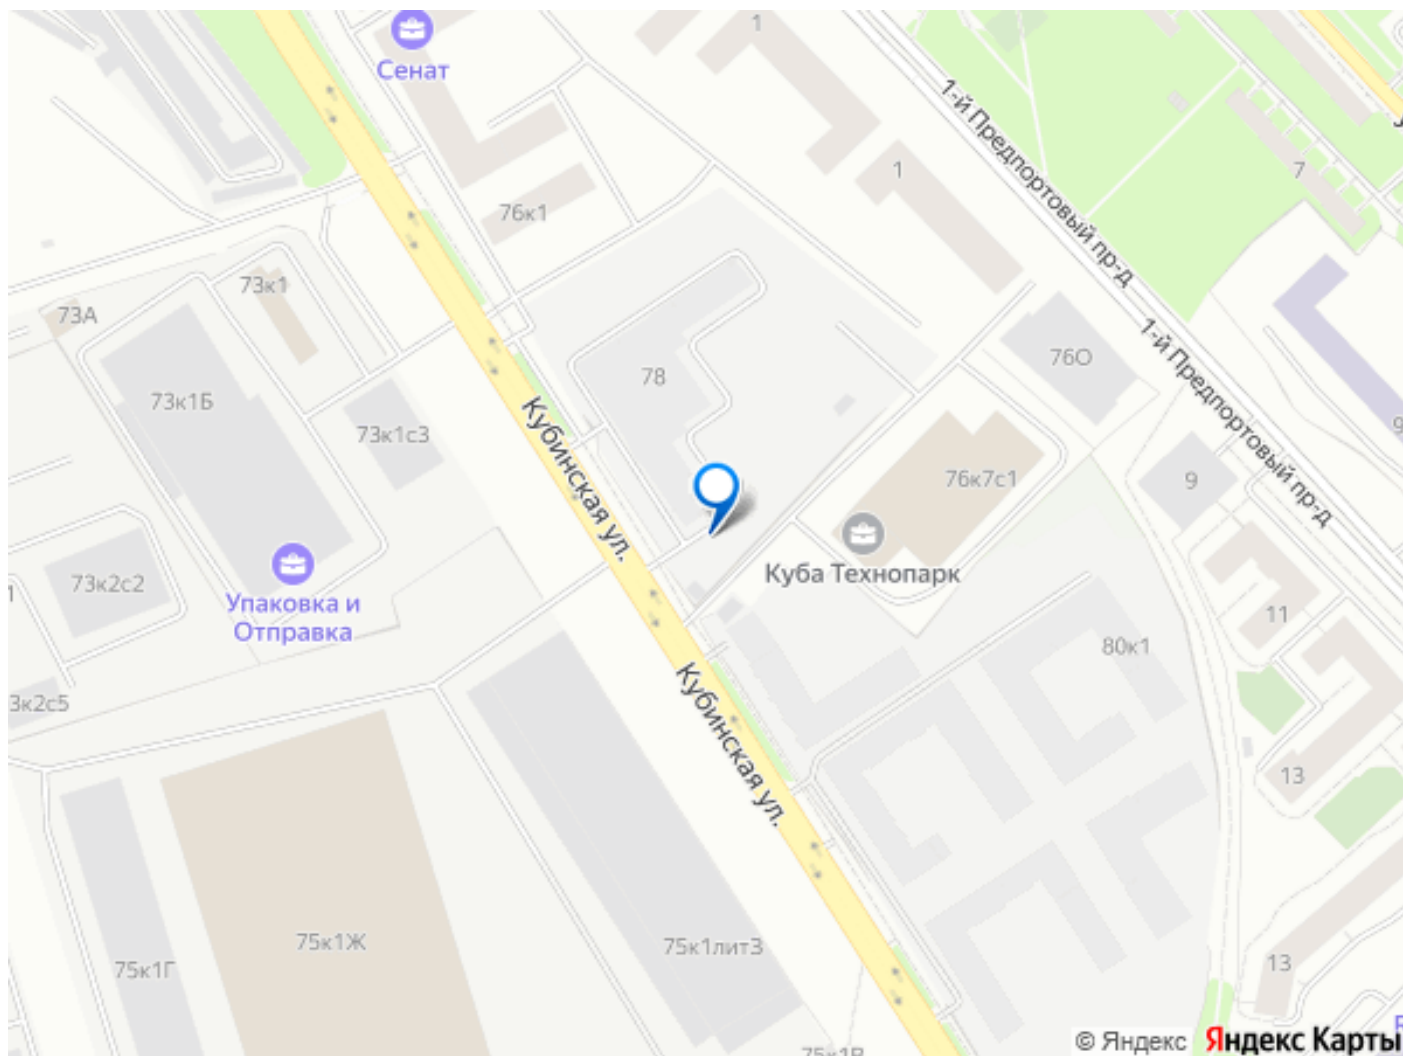 1
Сенат
1-й Предпортовый пр-д
7
1
76к1
73к1
73А
1-й Предпортовый пр-д
76О
78
73к1Б
Кубинская ул.
73к1с3
76к7с1
9
Куба Технопарк
73к2с2
1
Упаковка и
Отправка
11
80к1
Кубинская ул.
3к2с5
13
75к1Ж
75к1литЗ
75к1Г
13
© Яндекс
Яндекс Карты